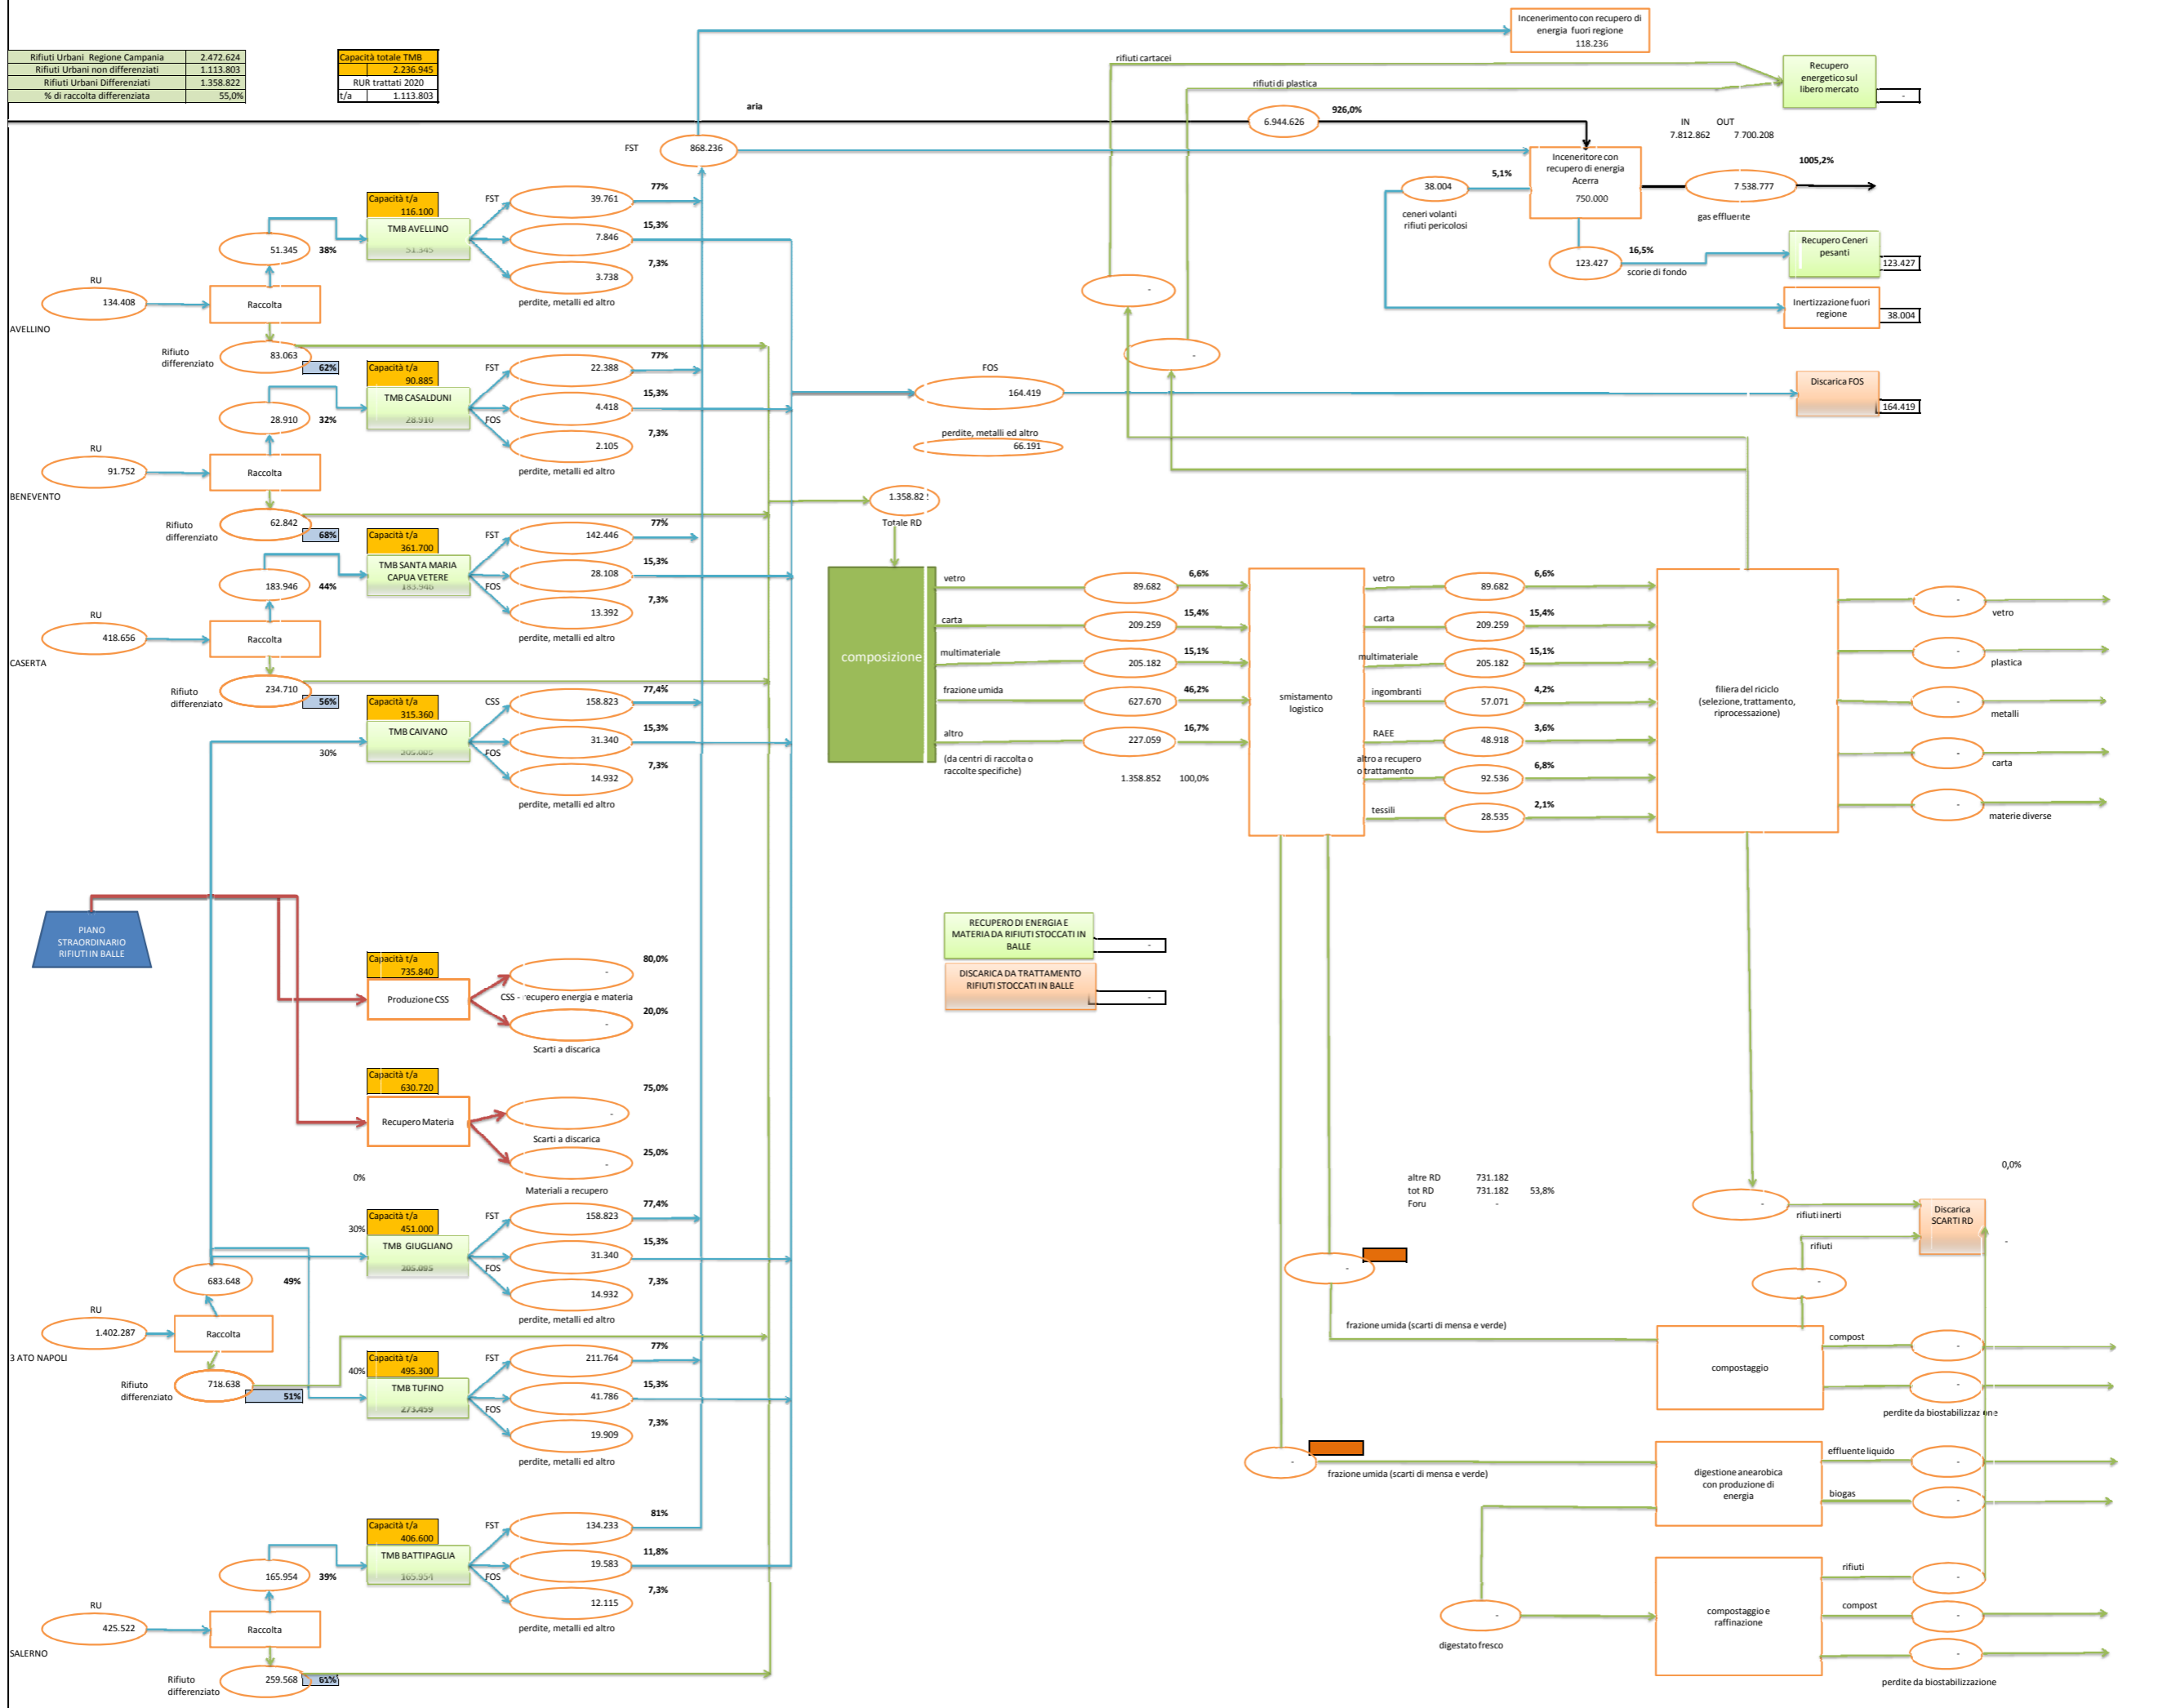 Incenerimento con recupero di
energia fuori regione
118.236
Rifiuti Urbani Regione Campania 2.472.624
Rifiuti Urbani non differenziati 1.113.803
Rifiuti Urbani Differenziati 1.358.822
% di raccolta differenziata 55,0%
Capacità totale TMB
2.236.945
RUR trattati 2020
t/a 1.113.803
rifiuti cartacei
rifiuti di plastica
Recupero
energetico sul
libero mercato
-
aria
6.944.626
926,0%
IN OUT
7.812.862 7.700.208
FST
868.236
Inceneritore con
recupero di energia
Acerra
750.000
1005,2%
7.538.777
gas effluente
5,1%
38.004
ceneri volanti
rifiuti pericolosi
16,5%
123.427
scorie di fondo
Recupero Ceneri
pesanti
123.427
Inertizzazione fuori
regione
38.004
Capacità t/a
116.100
TMB AVELLINO
51.345
51.345
38%
FST
39.761
77%
7.846
15,3%
3.738
7,3%
perdite, metalli ed altro
RU
134.408
Raccolta
AVELLINO
Rifiuto
differenziato
83.063
62%
-
-
Capacità t/a
90.885
TMB CASALDUNI
28.910
28.910
32%
FST
22.388
77%
4.418
15,3%
FOS
2.105
7,3%
perdite, metalli ed altro
RU
91.752
Raccolta
BENEVENTO
Rifiuto
differenziato
62.842
68%
FOS
164.419
Discarica FOS
164.419
perdite, metalli ed altro
66.191
1.358.82
Totale RD
Capacità t/a
361.700
TMB SANTA MARIA
CAPUA VETERE
183.946
183.946
44%
FST
142.446
77%
28.108
15,3%
FOS
13.392
7,3%
perdite, metalli ed altro
RU
418.656
Raccolta
CASERTA
Rifiuto
differenziato
234.710
56%
Capacità t/a
315.360
TMB CAIVANO
30%
CSS
158.823
77,4%
31.340
15,3%
FOS
14.932
7,3%
perdite, metalli ed altro
composizione
vetro
89.682
6,6%
carta
209.259
15,4%
multimateriale
205.182
15,1%
frazione umida
627.670
46,2%
altro
227.059
16,7%
(da centri di raccolta o
raccolte specifiche)
1.358.852 100,0%
smistamento
logistico
vetro
89.682
6,6%
carta
209.259
15,4%
multimateriale
205.182
15,1%
ingombranti
57.071
4,2%
RAEE
48.918
3,6%
altro a recupero
o trattamento
92.536
6,8%
tessili
28.535
2,1%
filiera del riciclo
(selezione, trattamento,
riprocessazione)
-
vetro
-
plastica
-
metalli
-
carta
-
materie diverse
PIANO
STRAORDINARIO
RIFIUTI IN BALLE
Capacità t/a
735.840
Produzione CSS
-
80,0%
CSS - recupero energia e materia
-
20,0%
Scarti a discarica
RECUPERO DI ENERGIA E
MATERIA DA RIFIUTI STOCCATI IN
BALLE
-
DISCARICA DA TRATTAMENTO
RIFIUTI STOCCATI IN BALLE
-
Capacità t/a
630.720
Recupero Materia
-
75,0%
Scarti a discarica
-
25,0%
Materiali a recupero
0%
Capacità t/a
451.000
30%
TMB GIUGLIANO
205.095
FST
158.823
77,4%
31.340
15,3%
FOS
14.932
7,3%
perdite, metalli ed altro
683.648
49%
RU
1.402.287
Raccolta
3 ATO NAPOLI
Rifiuto
differenziato
718.638
51%
Capacità t/a
495.300
40%
TMB TUFINO
273.459
FST
211.764
77%
41.786
15,3%
FOS
19.909
7,3%
perdite, metalli ed altro
Capacità t/a
406.600
TMB BATTIPAGLIA
165.954
165.954
39%
FST
134.233
81%
19.583
11,8%
FOS
12.115
7,3%
perdite, metalli ed altro
RU
425.522
Raccolta
SALERNO
Rifiuto
differenziato
259.568
61%
altre RD 731.182
tot RD 731.182 53,8%
Foru -
0,0%
-
rifiuti inerti
Discarica
SCARTI RD
-
rifiuti
-
-
frazione umida (scarti di mensa e verde)
compostaggio
compost
-
-
perdite da biostabilizzazione
-
frazione umida (scarti di mensa e verde)
digestione anearobica
con produzione di
energia
effluente liquido
-
biogas
-
-
digestato fresco
compostaggio e
raffinazione
rifiuti
-
compost
-
-
perdite da biostabilizzazione